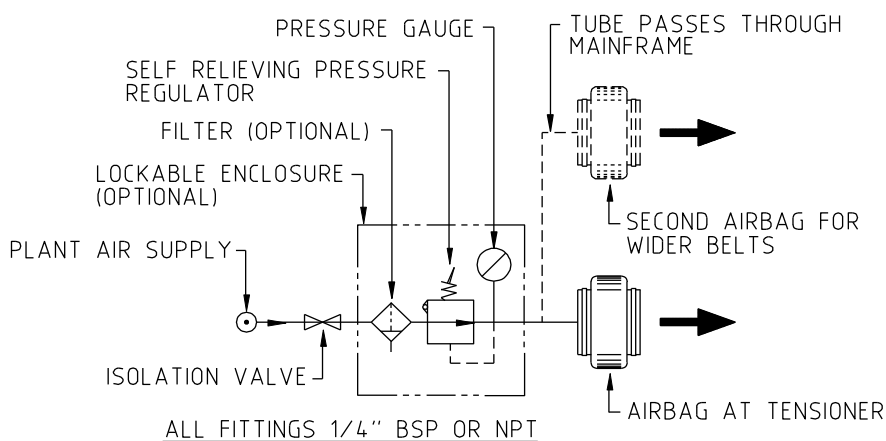 PRESSURE GAUGE
TUBE PASSES THROUGH
MAINFRAME
SELF RELIEVING PRESSURE
REGULATOR
FILTER (OPTIONAL)
LOCKABLE ENCLOSURE
(OPTIONAL)
SECOND AIRBAG FOR
WIDER BELTS
PLANT AIR SUPPLY
ISOLATION VALVE
AIRBAG AT TENSIONER
ALL FITTINGS 1/4" BSP OR NPT